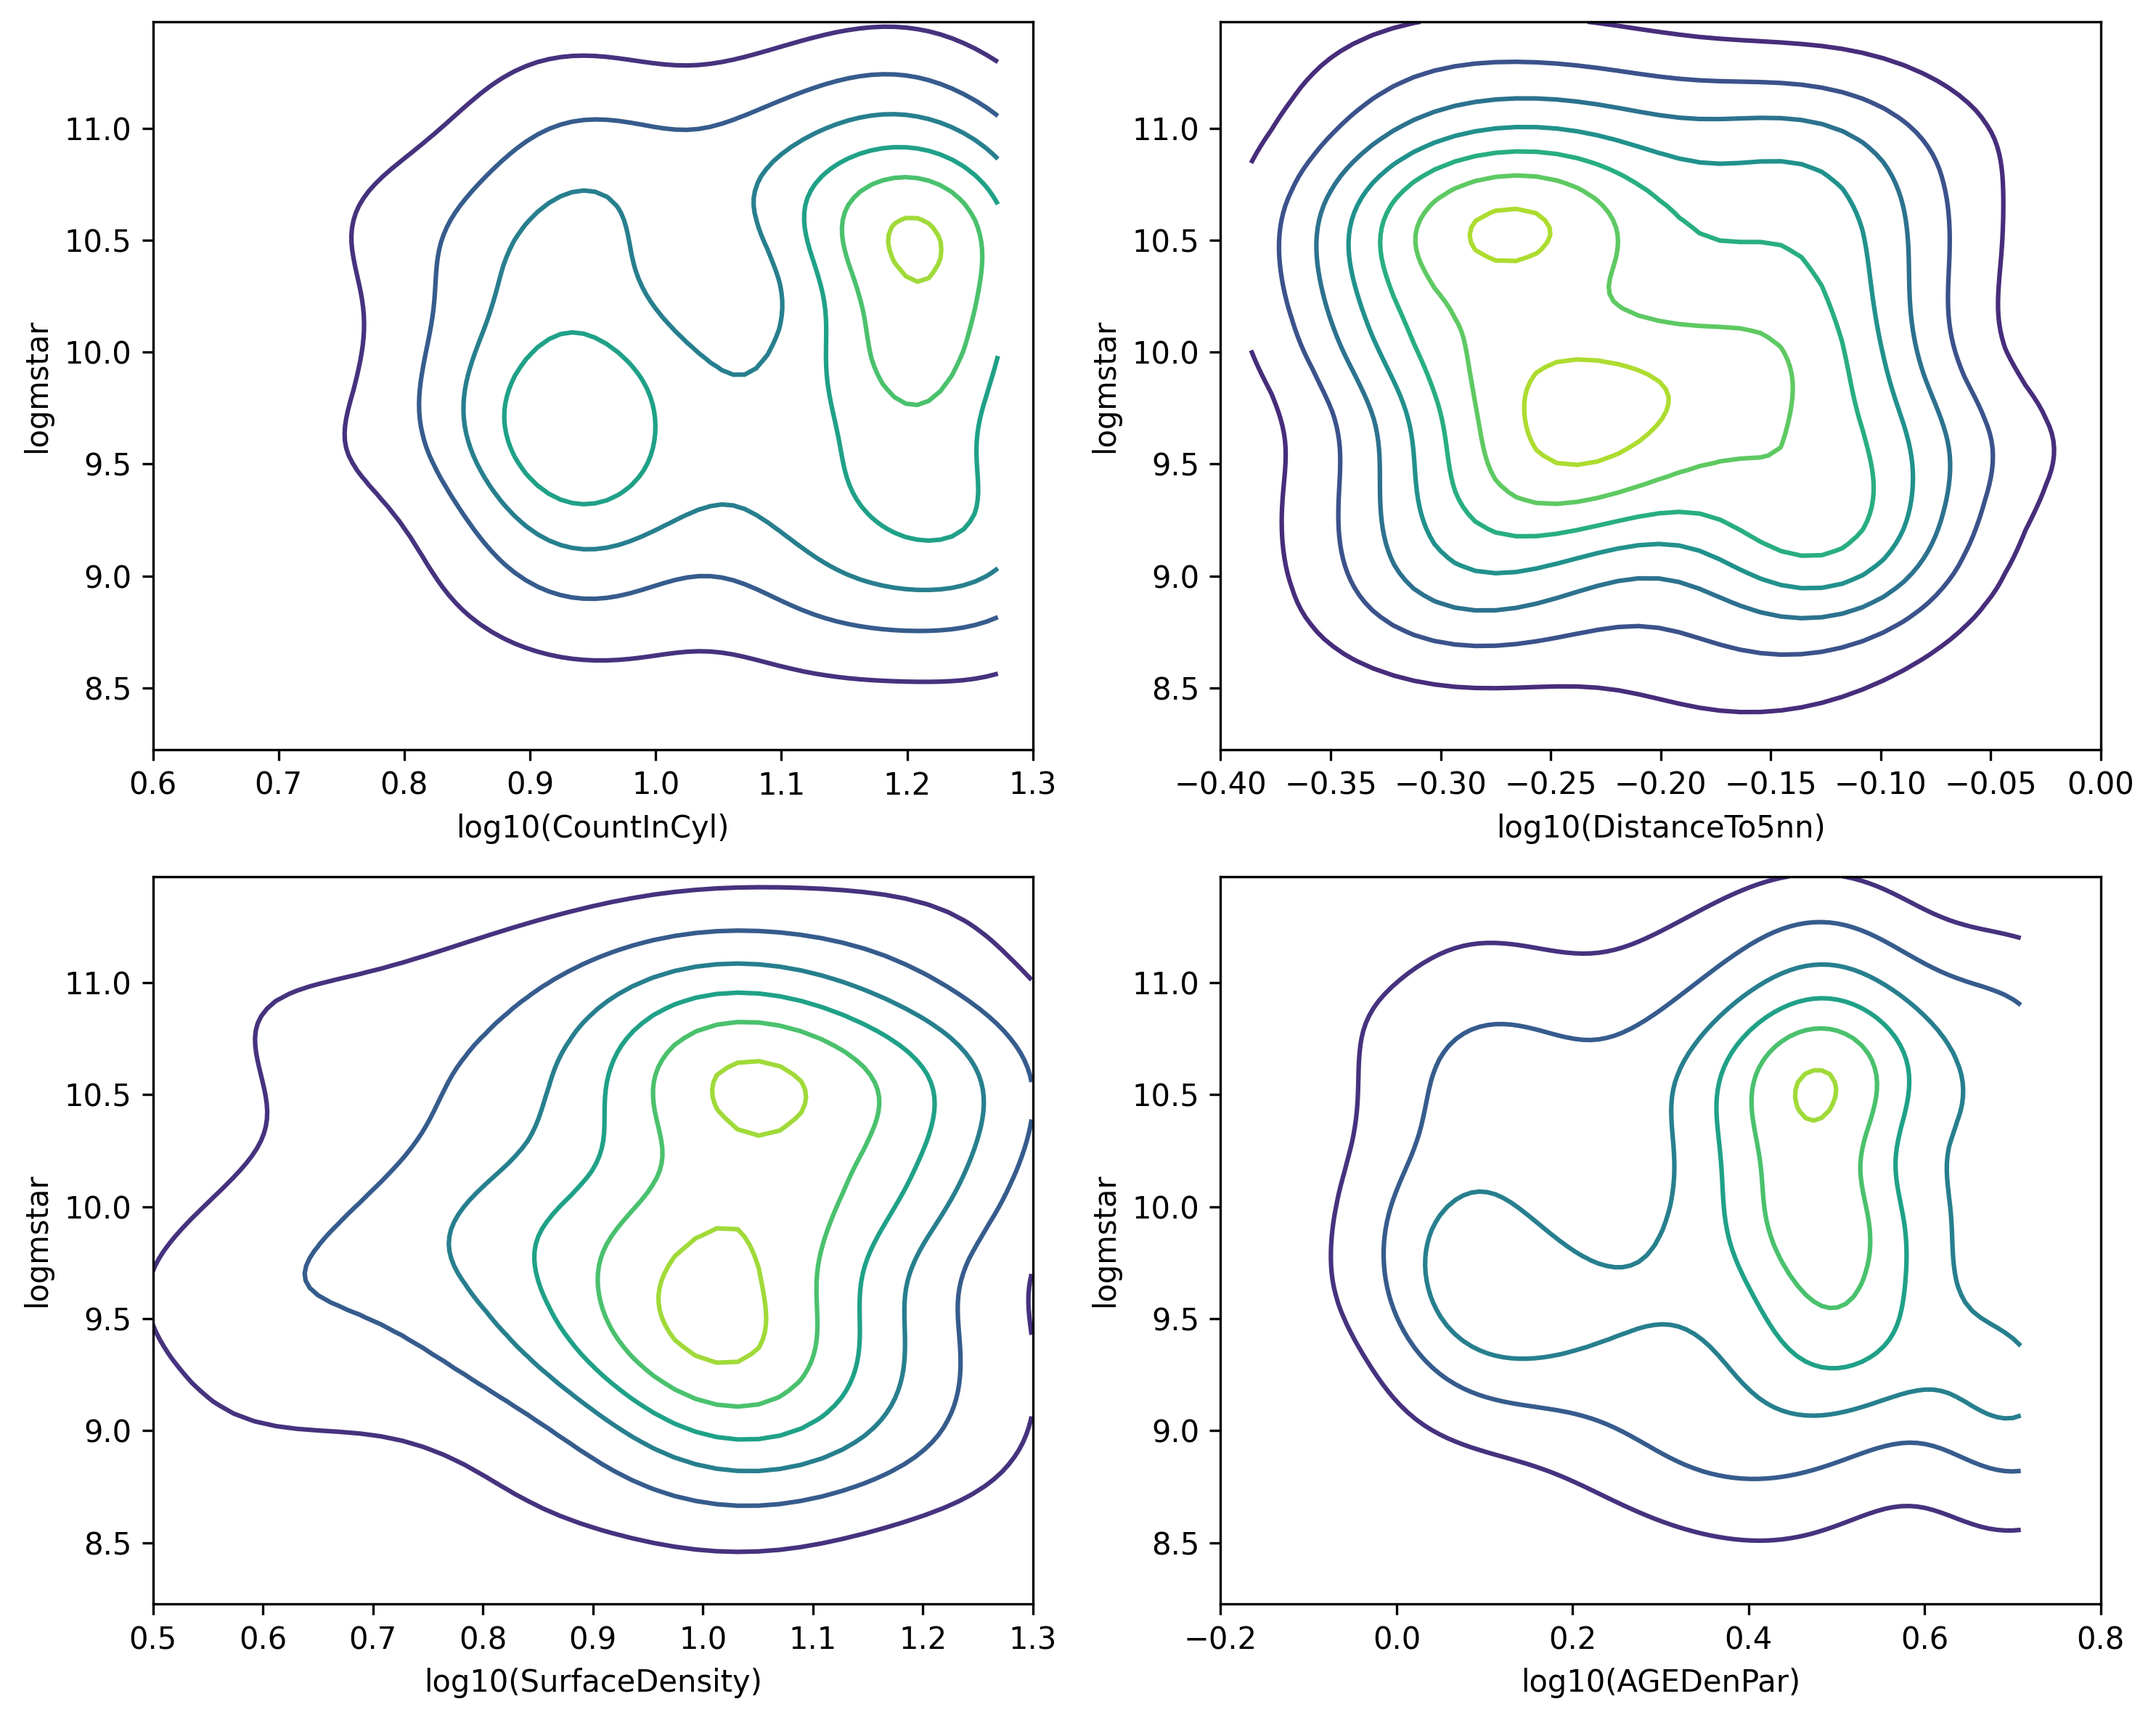 11.0
10.5
10.0
9.5
9.0
8.5
logmstar
0.6 0.7 0.8 0.9 1.0 1.1 1.2 1.3
log10(CountInCyl)
11.0
10.5
10.0
9.5
9.0
8.5
logmstar
−0.40 −0.35 −0.30 −0.25 −0.20 −0.15 −0.10 −0.05 0.00
log10(DistanceTo5nn)
11.0
10.5
10.0
9.5
9.0
8.5
logmstar
0.5 0.6 0.7 0.8 0.9 1.0 1.1 1.2 1.3
log10(SurfaceDensity)
11.0
10.5
10.0
9.5
9.0
8.5
logmstar
−0.2 0.0 0.2 0.4 0.6 0.8
log10(AGEDenPar)